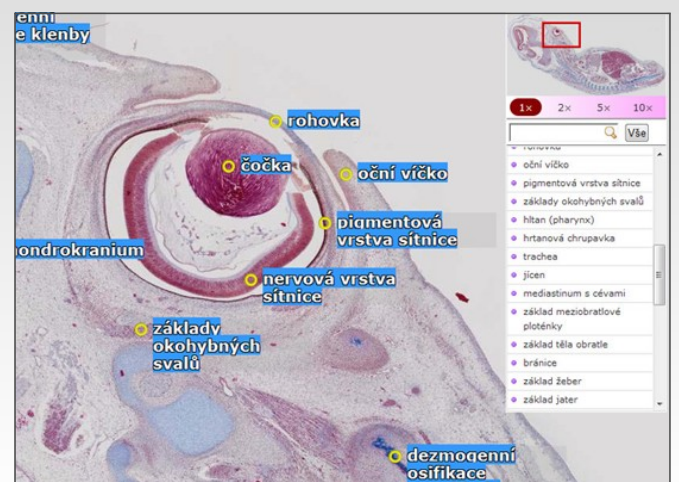 enní
e klenby
rohovka
čočka
oční víčko
pigmentová
vrstva sítnice
ondrokranium
nervová vrstva
sítnice
základy
okohybných
svalů
dezmogenní
osifikace
1×
2×
5×
10×
Vše
rohovka
oční víčko
pigmentová vrstva sítnice
základy okohybných svalů
hltan (pharynx)
hrtanová chrupavka
trachea
jícen
mediastinum s cévami
základ meziobratlové
ploténky
základ těla obratle
bránice
základ žeber
základ jater